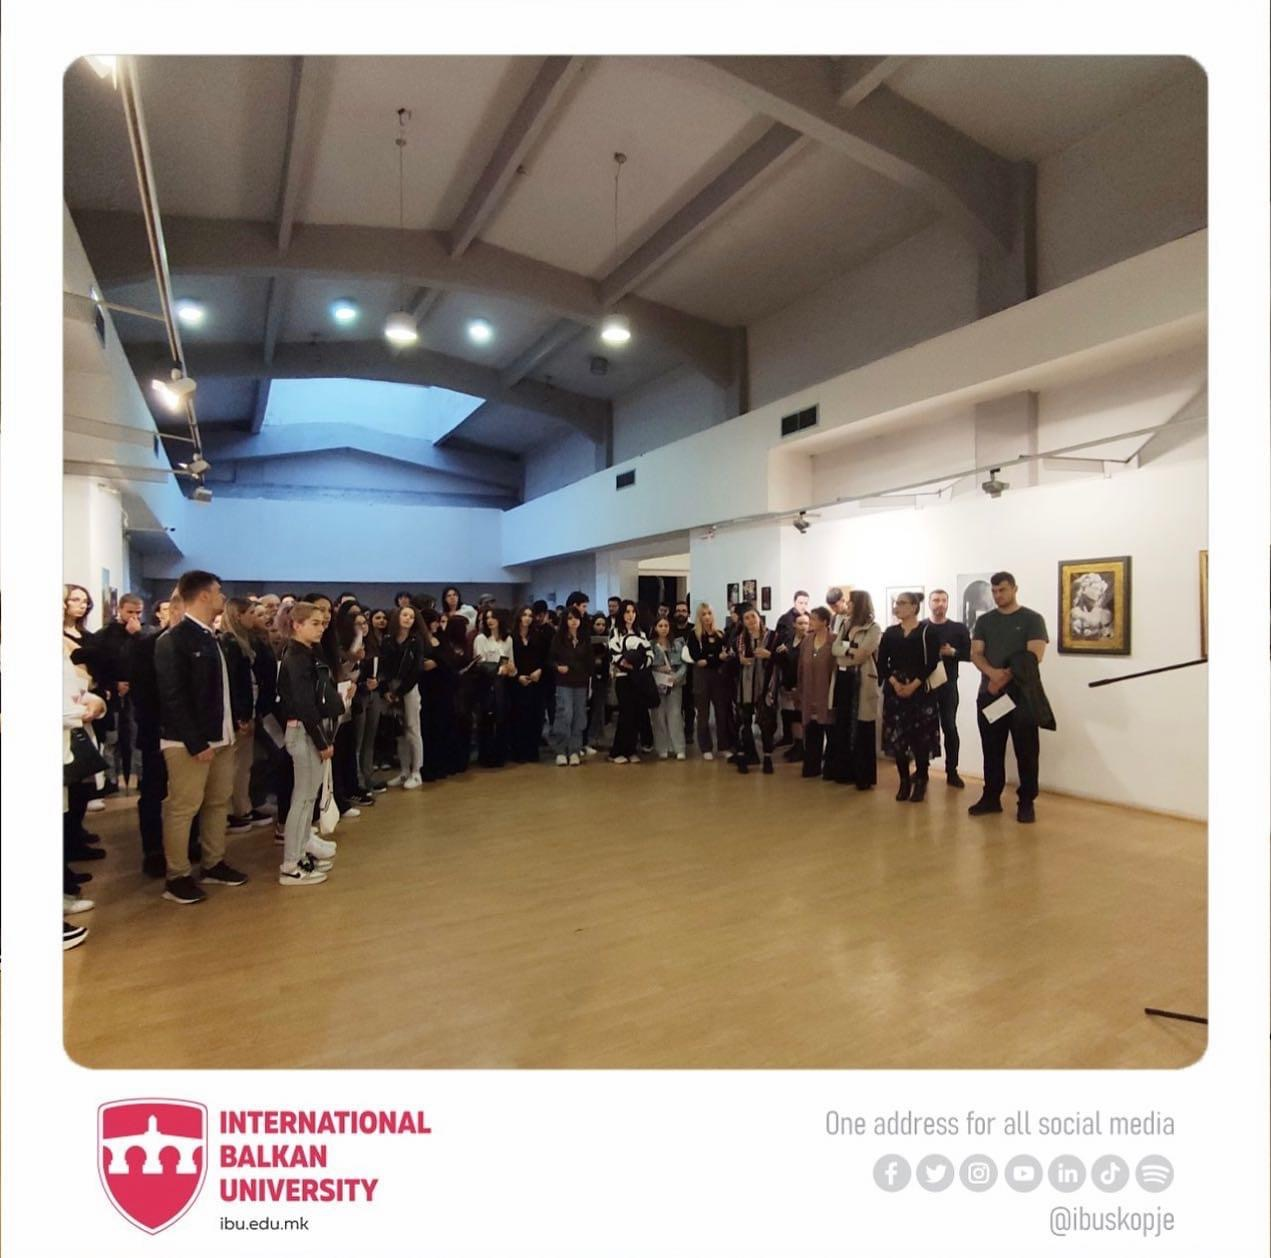 INTERNATIONAL
BALKAN
UNIVERSITY
ibu.edu.mk
One address for all social media
@ibuskopje